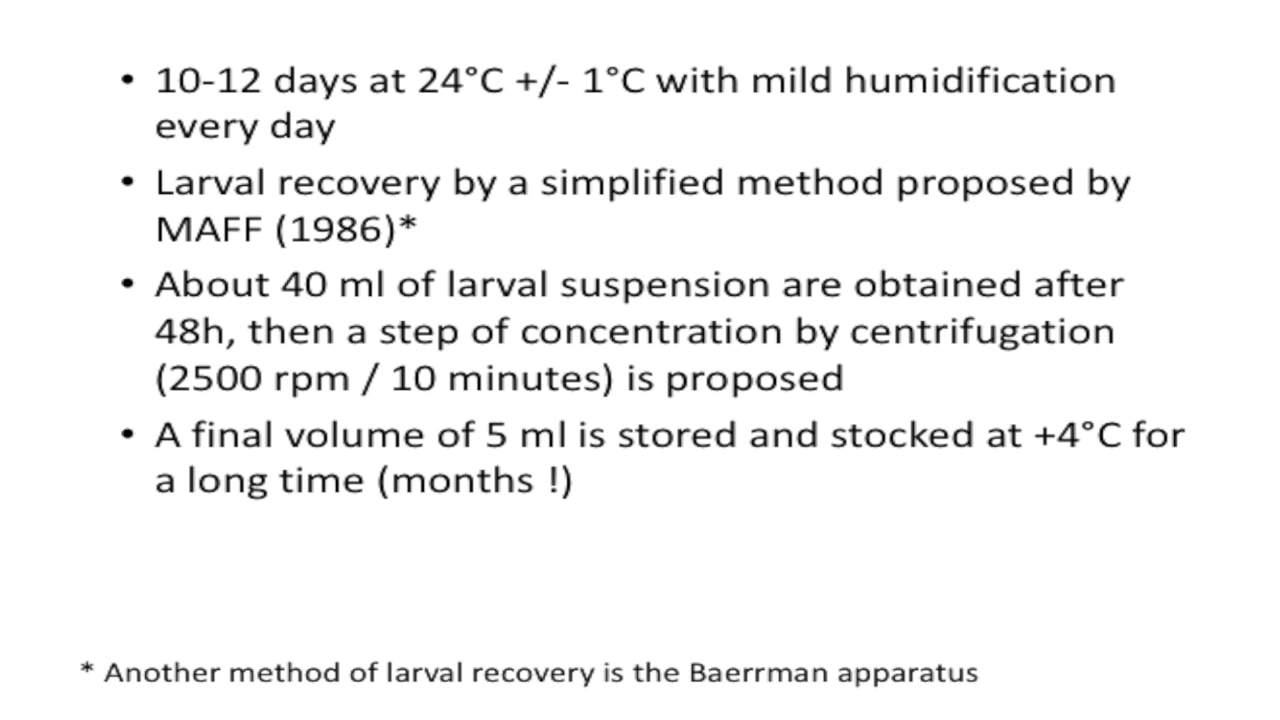 • 10-12 days at 24°C +/- 1°C with mild humidification
every day
• Larval recovery by a simplified method proposed by
MAFF (1986)*
• About 40 ml of larval suspension are obtained after
48h, then a step of concentration by centrifugation
(2500 rpm / 10 minutes) is proposed
• A final volume of 5 ml is stored and stocked at +4°C for
a long time (months !)
* Another method of larval recovery is the Baerrman apparatus